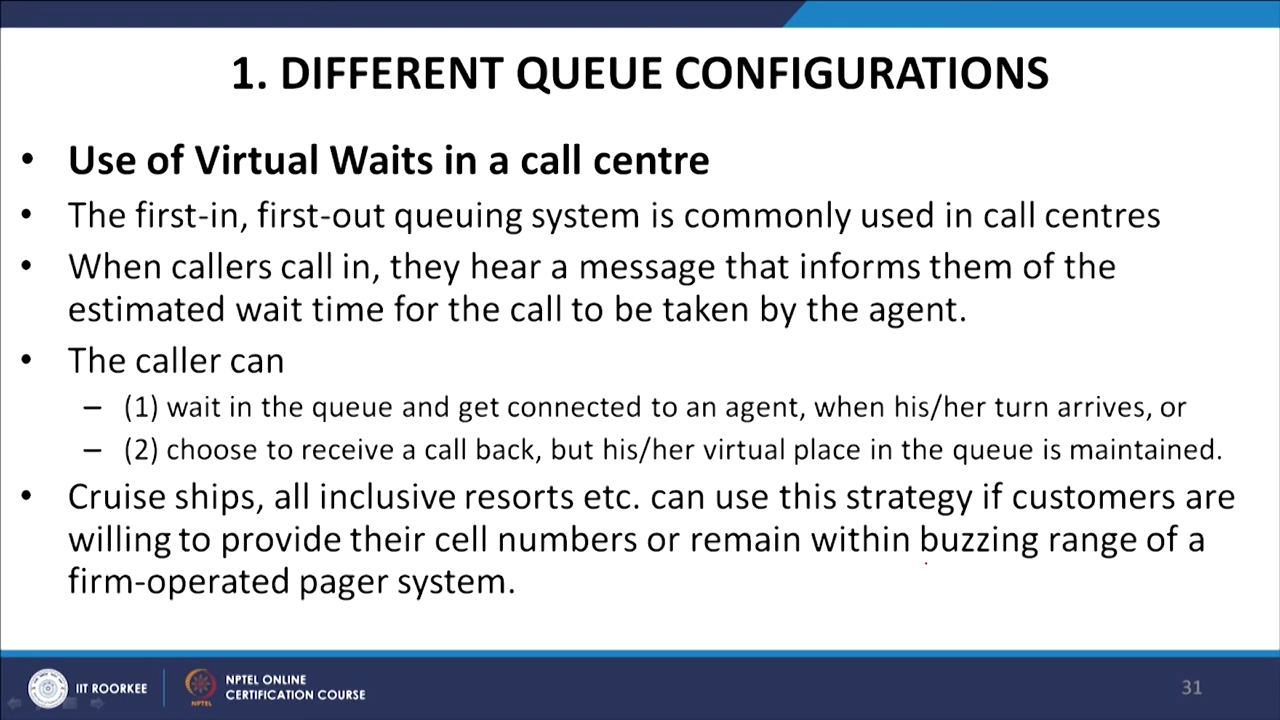 1. DIFFERENT QUEUE CONFIGURATIONS
• Use of Virtual Waits in a call centre
• The first-in, first-out queuing system is commonly used in call centres
• When callers call in, they hear a message that informs them of the
estimated wait time for the call to be taken by the agent.
• The caller can
– (1) wait in the queue and get connected to an agent, when his/her turn arrives, or
– (2) choose to receive a call back, but his/her virtual place in the queue is maintained.
• Cruise ships, all inclusive resorts etc. can use this strategy if customers are
willing to provide their cell numbers or remain within buzzing range of a
firm-operated pager system.
IIT ROORKEE
NPTEL
NPTEL ONLINE
CERTIFICATION COURSE
31